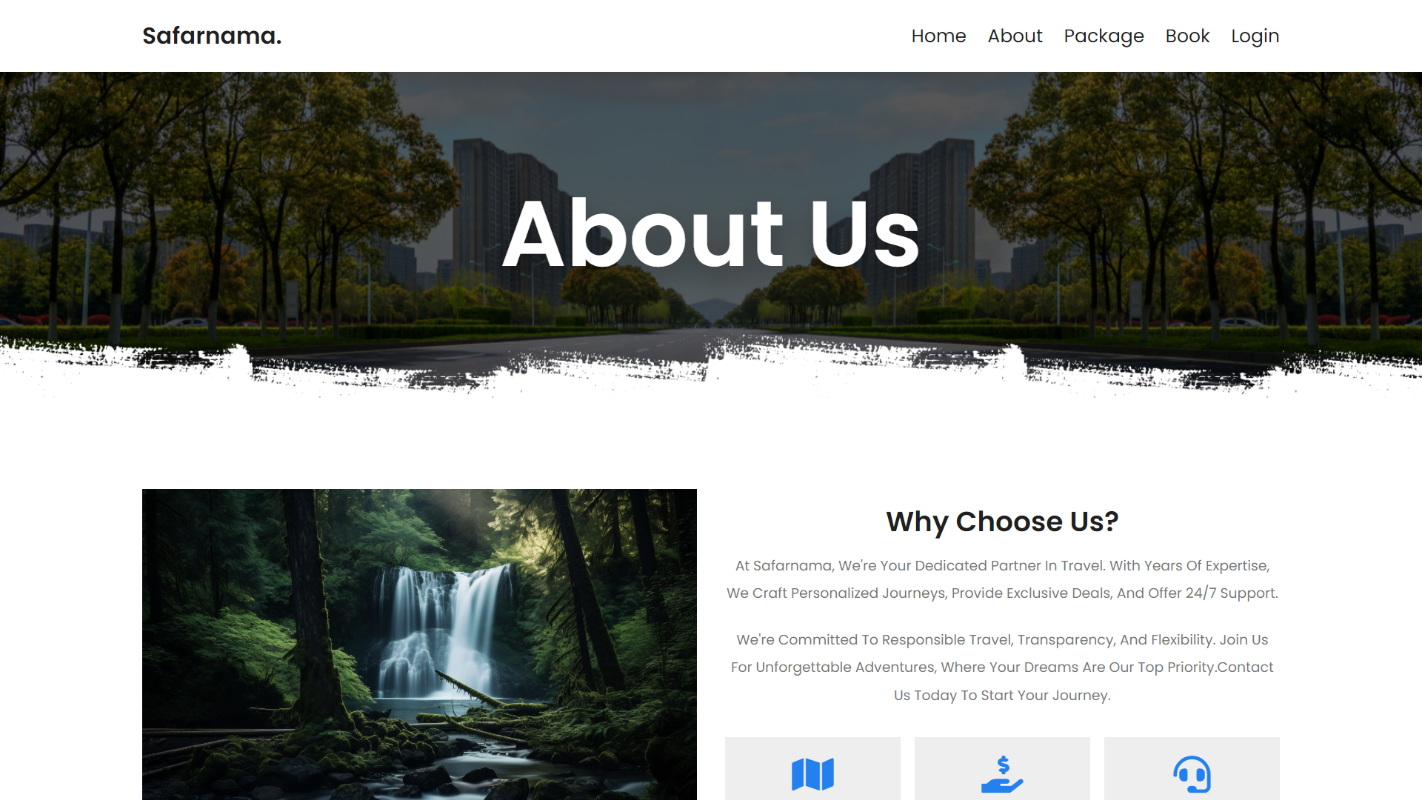 Safarnama.
Home About Package Book Login
About Us
Why Choose Us?
At Safarnama, We're Your Dedicated Partner In Travel. With Years Of Expertise,
We Craft Personalized Journeys, Provide Exclusive Deals, And Offer 24/7 Support.
We're Committed To Responsible Travel, Transparency, And Flexibility. Join Us
For Unforgettable Adventures, Where Your Dreams Are Our Top Priority.Contact
Us Today To Start Your Journey.
$